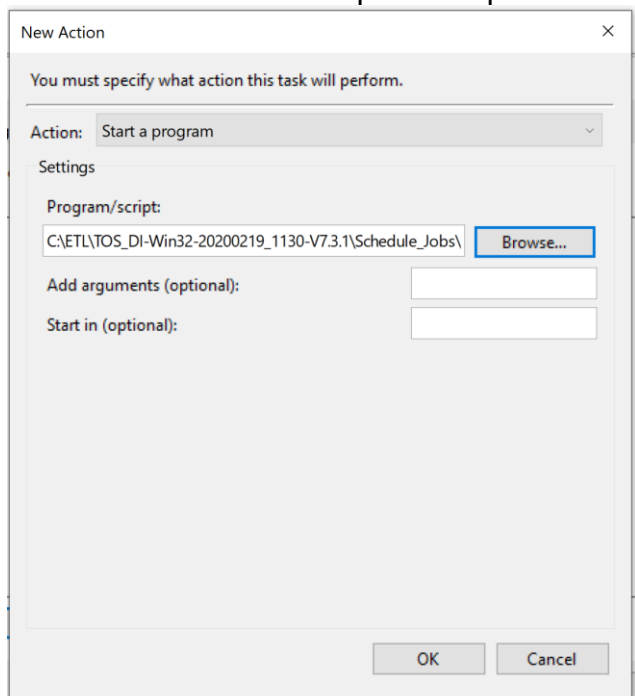 New Action
You must specify what action this task will perform.
Action: Start a program
Settings
Program/script:
C:\ETL\TOS_DI-Win32-20200219_1130-V7.3.1\Schedule_Jobs\ Browse...
Add arguments (optional):
Start in (optional):
OK Cancel